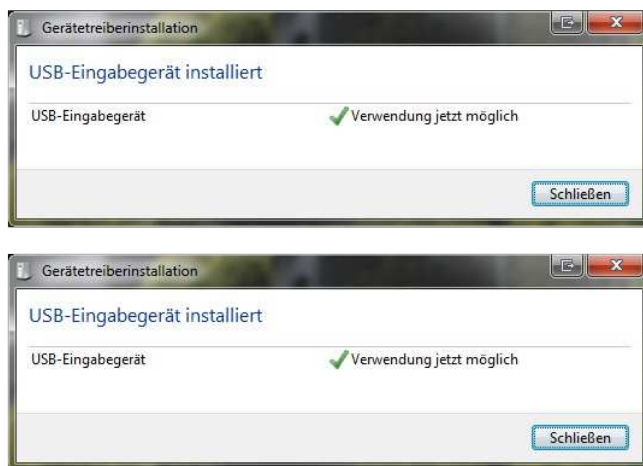 Gerätetreiberinstallation
USB-Eingabegerät installiert
USB-Eingabegerät Verwendung jetzt möglich
Schließen
Gerätetreiberinstallation
USB-Eingabegerät installiert
USB-Eingabegerät Verwendung jetzt möglich
Schließen